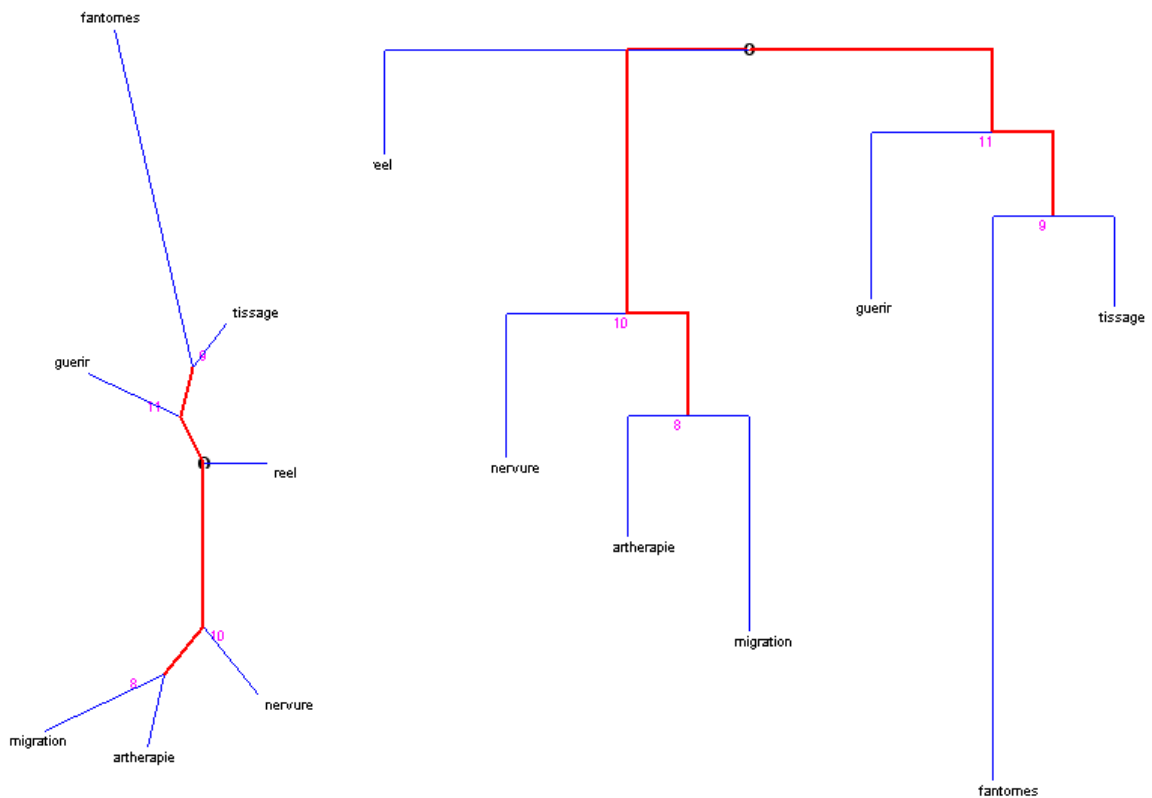 fantomes
tissage
9
guerir
11
0
reel
10
8
nervure
migration
artherapie
0
reel
11
9
guerir
tissage
10
8
nervure
artherapie
migration
fantomes